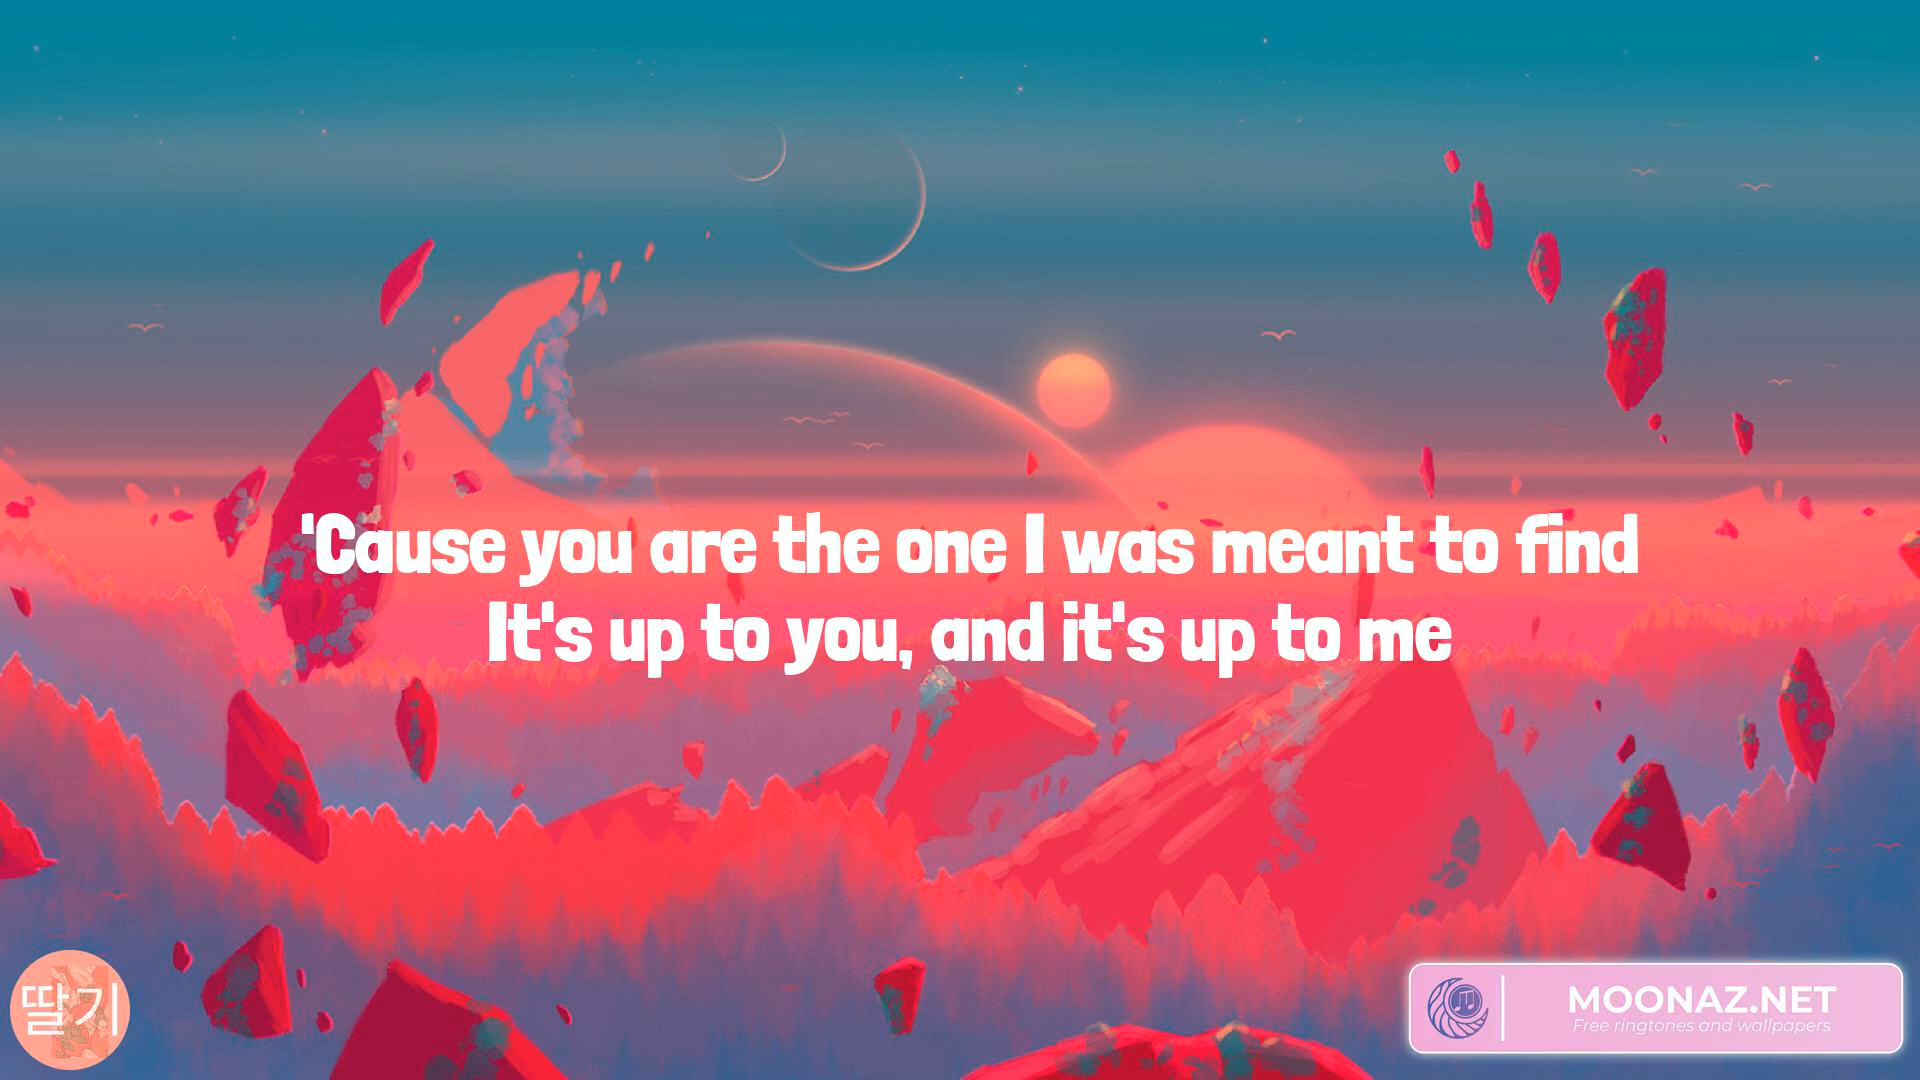 'Cause you are the one I was meant to find
It's up to you, and it's up to me
딸기
MOONAZ.NET
Free ringtones and wallpapers